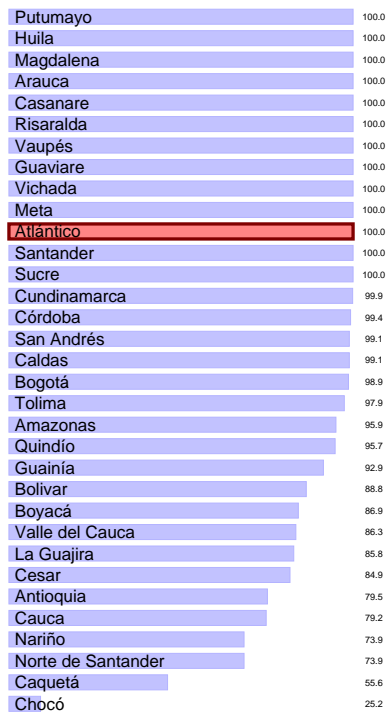 Putumayo 100.0
Huila 100.0
Magdalena 100.0
Arauca 100.0
Casanare 100.0
Risaralda 100.0
Vaupés 100.0
Guaviare 100.0
Vichada 100.0
Meta 100.0
Atlántico 100.0
Santander 100.0
Sucre 100.0
Cundinamarca 99.9
Córdoba 99.4
San Andrés 99.1
Caldas 99.1
Bogotá 98.9
Tolima 97.9
Amazonas 95.9
Quindío 95.7
Guainía 92.9
Bolivar 88.8
Boyacá 86.9
Valle del Cauca 86.3
La Guajira 85.8
Cesar 84.9
Antioquia 79.5
Cauca 79.2
Nariño 73.9
Norte de Santander 73.9
Caquetá 55.6
Chocó 25.2